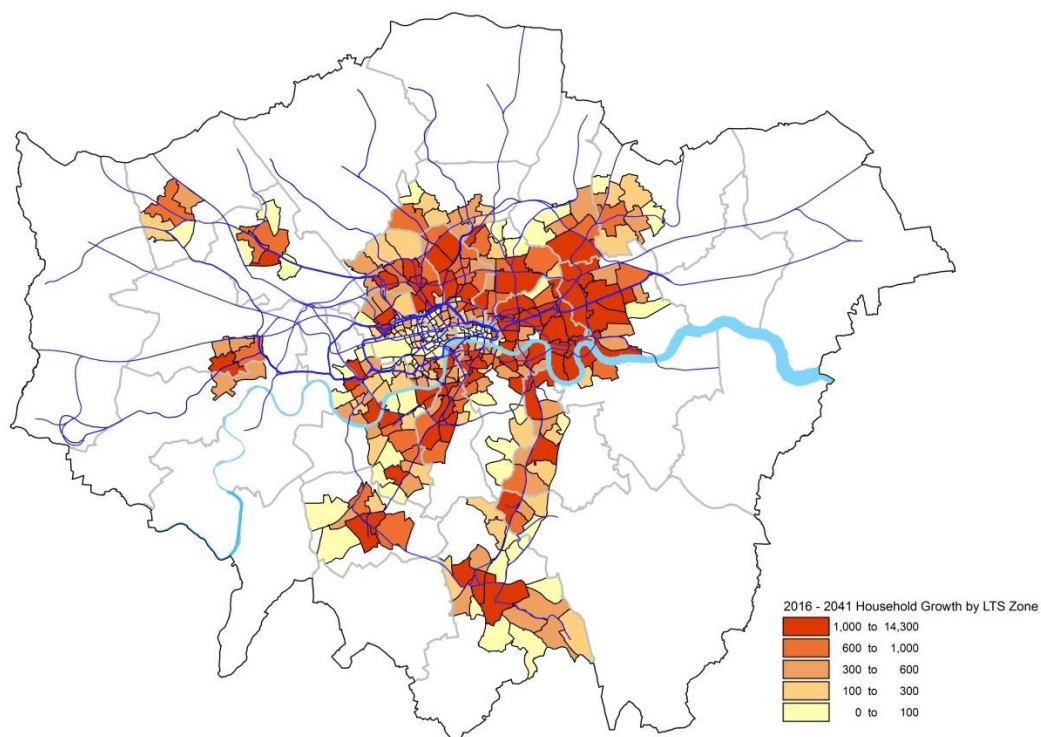 2016 - 2041 Household Growth by LTS Zone
1,000 to 14,300
600 to 1,000
300 to 600
100 to 300
0 to 100